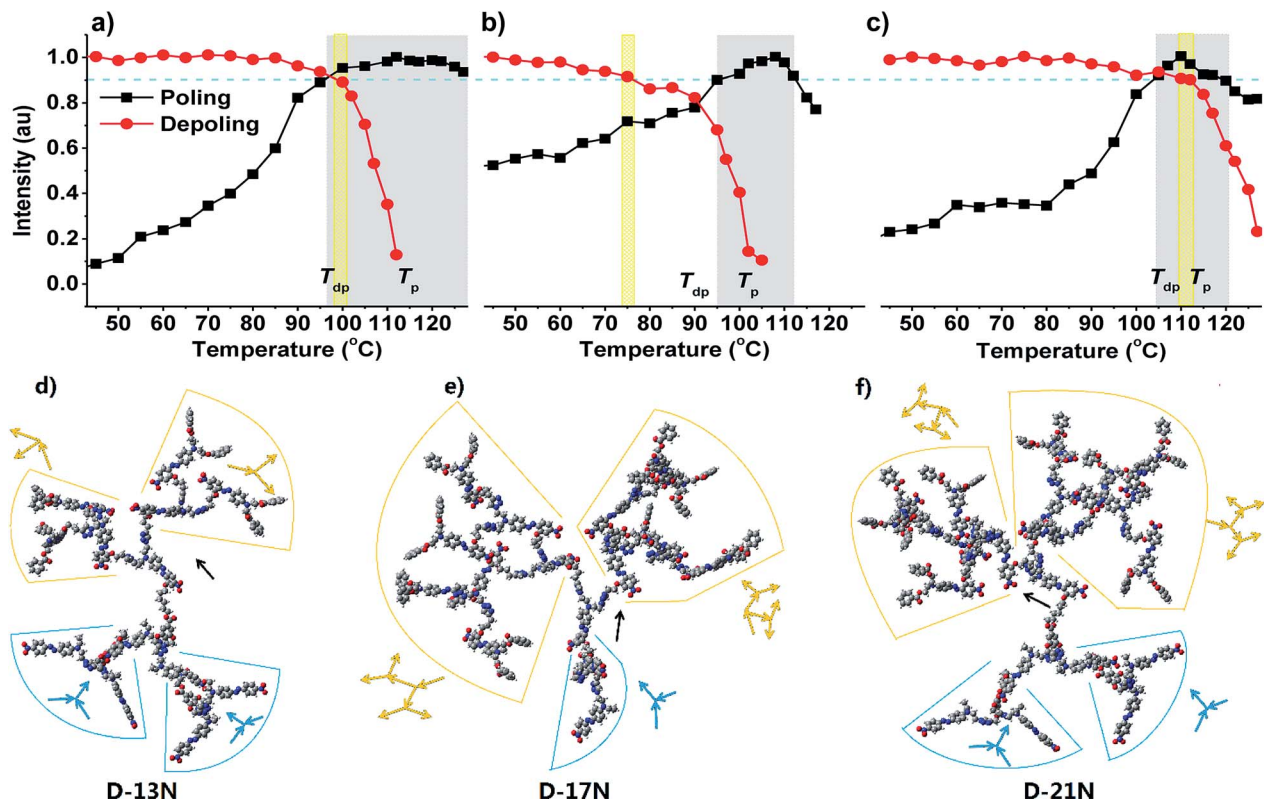 a)
b)
c)
Intensity (au)
1.0
0.8
0.6
0.4
0.2
0.0
Poling
Depoling
Tdp
Tp
Tdp
Tp
Tdp
Tp
50 60 70 80 90 100 110 120
50 60 70 80 90 100 110 120
50 60 70 80 90 100 110 120
Temperature (°C)
Temperature (°C)
Temperature (°C)
d)
e)
f)
D-13N
D-17N
D-21N